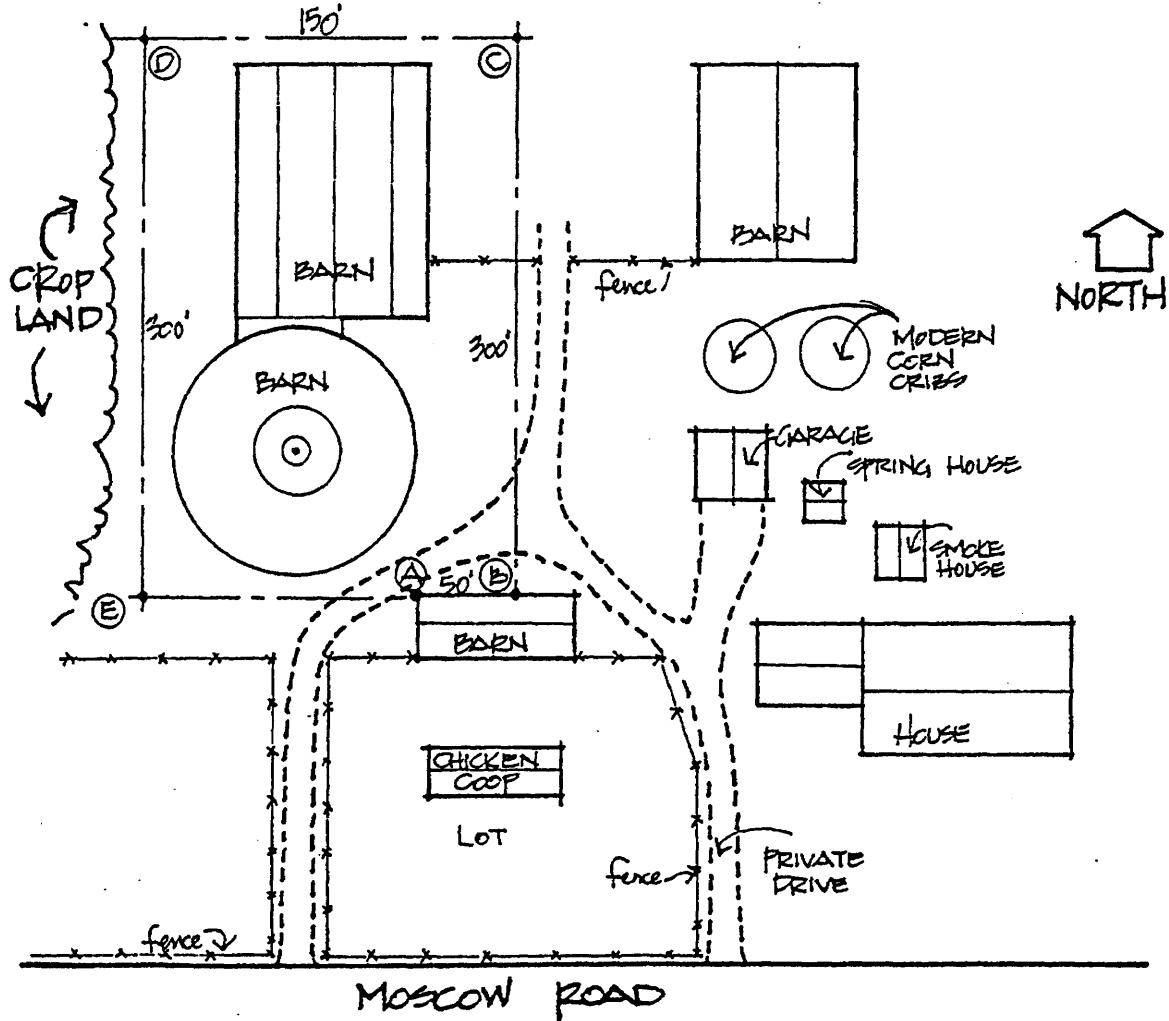 150'
D
C
BARN
BARN
fence
NORTH
CROP
LAND
300'
300'
MODERN
CORN
CRIBS
BARN
GARAGE
SPRING HOUSE
SMOKE
HOUSE
A
50'
B
E
BARN
HOUSE
CHICKEN
COOP
LOT
PRIVATE
DRIVE
fence
fence
MOSCOW ROAD